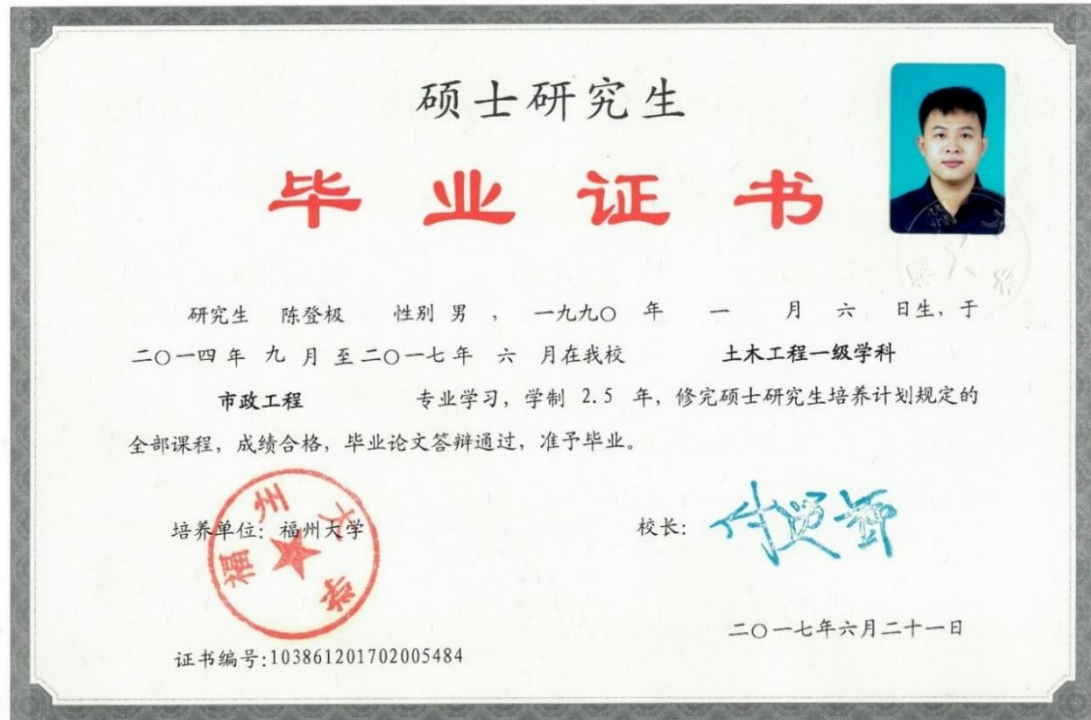 硕士研究生
毕业证书
研究生 陈登极 性别 男 , 一九九〇 年 一 月 六 日生,于
二〇一四 年 九 月 至 二〇一七 年 六 月在我校 土木工程一级学科
市政工程 专业学习,学制 2.5 年,修完硕士研究生培养计划规定的
全部课程,成绩合格,毕业论文答辩通过,准予毕业。
培养单位:福州大学
福州大学
校长:
二〇一七年六月二十一日
证书编号:103861201702005484